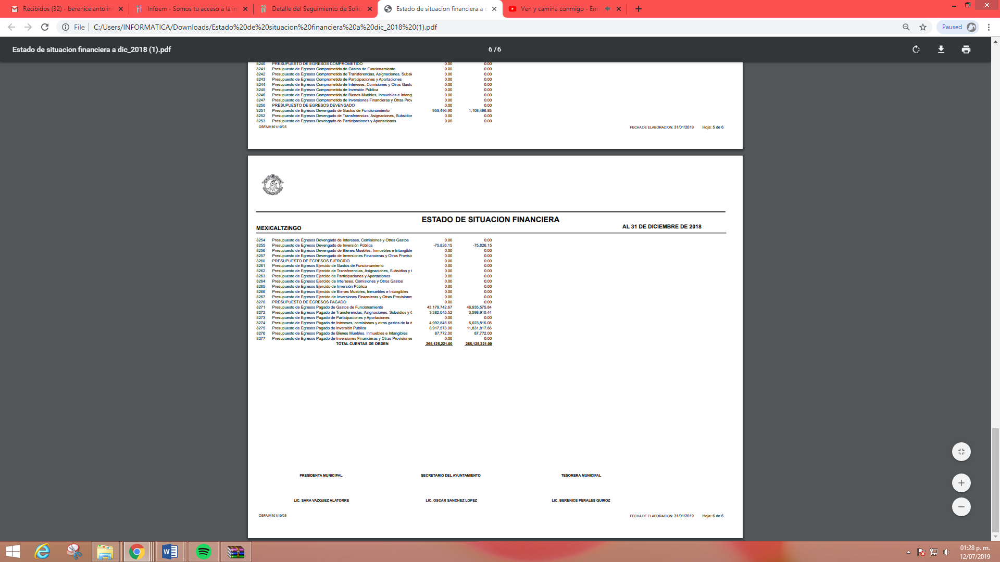 Recibidos (32) - berenice.antolin
Infoem - Somos tu acceso a la in
Detalle del Seguimiento de Solici
Estado de situacion financiera a
Ven y camina conmigo - Enr
File C:/Users/INFORMATICA/Downloads/Estado%20de%20situacion%20financiera%20a%20dic_2018%20(1).pdf
Paused
Estado de situacion financiera a dic_2018 (1).pdf
6 / 6
8240 PRESUPUESTO DE EGRESOS COMPROMETIDO 0.00 0.00
8241 Presupuesto de Egresos Comprometido de Gastos de Funcionamiento 0.00 0.00
8242 Presupuesto de Egresos Comprometido de Transferencias, Asignaciones, Subsi 0.00 0.00
8243 Presupuesto de Egresos Comprometido de Participaciones y Aportaciones 0.00 0.00
8244 Presupuesto de Egresos Comprometido de Intereses, Comisiones y Otros Gasto 0.00 0.00
8245 Presupuesto de Egresos Comprometido de Inversión Pública 0.00 0.00
8246 Presupuesto de Egresos Comprometido de Bienes Muebles, Inmuebles e Intang 0.00 0.00
8247 Presupuesto de Egresos Comprometido de Inversiones Financieras y Otras Prov 0.00 0.00
8250 PRESUPUESTO DE EGRESOS DEVENGADO 0.00 0.00
8251 Presupuesto de Egresos Devengado de Gastos de Funcionamiento 958,496.90 1,108,496.85
8252 Presupuesto de Egresos Devengado de Transferencias, Asignaciones, Subsidios 0.00 0.00
8253 Presupuesto de Egresos Devengado de Participaciones y Aportaciones 0.00 0.00
OSFAIM101/10/05 FECHA DE ELABORACION: 31/01/2019 Hoja: 5 de 6
ESTADO DE SITUACION FINANCIERA
MEXICALTZINGO AL 31 DE DICIEMBRE DE 2018
8254 Presupuesto de Egresos Devengado de Intereses, Comisiones y Otros Gastos 0.00 0.00
8255 Presupuesto de Egresos Devengado de Inversión Pública -75,826.15 -75,826.15
8256 Presupuesto de Egresos Devengado de Bienes Muebles, Inmuebles e Intangible 0.00 0.00
8257 Presupuesto de Egresos Devengado de Inversiones Financieras y Otras Provisic 0.00 0.00
8260 PRESUPUESTO DE EGRESOS EJERCIDO 0.00 0.00
8261 Presupuesto de Egresos Ejercido de Gastos de Funcionamiento 0.00 0.00
8262 Presupuesto de Egresos Ejercido de Transferencias, Asignaciones, Subsidios y 0.00 0.00
8263 Presupuesto de Egresos Ejercido de Participaciones y Aportaciones 0.00 0.00
8264 Presupuesto de Egresos Ejercido de Intereses, Comisiones y Otros Gastos 0.00 0.00
8265 Presupuesto de Egresos Ejercido de Inversión Pública 0.00 0.00
8266 Presupuesto de Egresos Ejercido de Bienes Muebles, Inmuebles e Intangibles 0.00 0.00
8267 Presupuesto de Egresos Ejercido de Inversiones Financieras y Otras Provisiones 0.00 0.00
8270 PRESUPUESTO DE EGRESOS PAGADO 0.00 0.00
8271 Presupuesto de Egresos Pagado de Gastos de Funcionamiento 43,179,742.67 46,935,575.84
8272 Presupuesto de Egresos Pagado de Transferencias, Asignaciones, Subsidios y 3,382,045.52 3,598,910.44
8273 Presupuesto de Egresos Pagado de Participaciones y Aportaciones 0.00 0.00
8274 Presupuesto de Egresos Pagado de Intereses, comisiones y otros gastos de la d 4,992,848.65 6,023,816.08
8275 Presupuesto de Egresos Pagado de Inversión Pública 8,917,573.00 11,831,817.66
8276 Presupuesto de Egresos Pagado de Bienes Muebles, Inmuebles e Intangibles 87,772.00 87,772.00
8277 Presupuesto de Egresos Pagado de Inversiones Financieras y Otras Provisiones 0.00 0.00
TOTAL CUENTAS DE ORDEN 265,125,221.00 265,125,221.00
PRESIDENTA MUNICIPAL SECRETARIO DEL AYUNTAMIENTO TESORERA MUNICIPAL
LIC. SARA VAZQUEZ ALATORRE LIC. OSCAR SANCHEZ LOPEZ LIC. BERENICE PERALES QUIROZ
OSFAIM101/10/05 FECHA DE ELABORACION: 31/01/2019 Hoja: 6 de 6
01:28 p. m.
12/07/2019